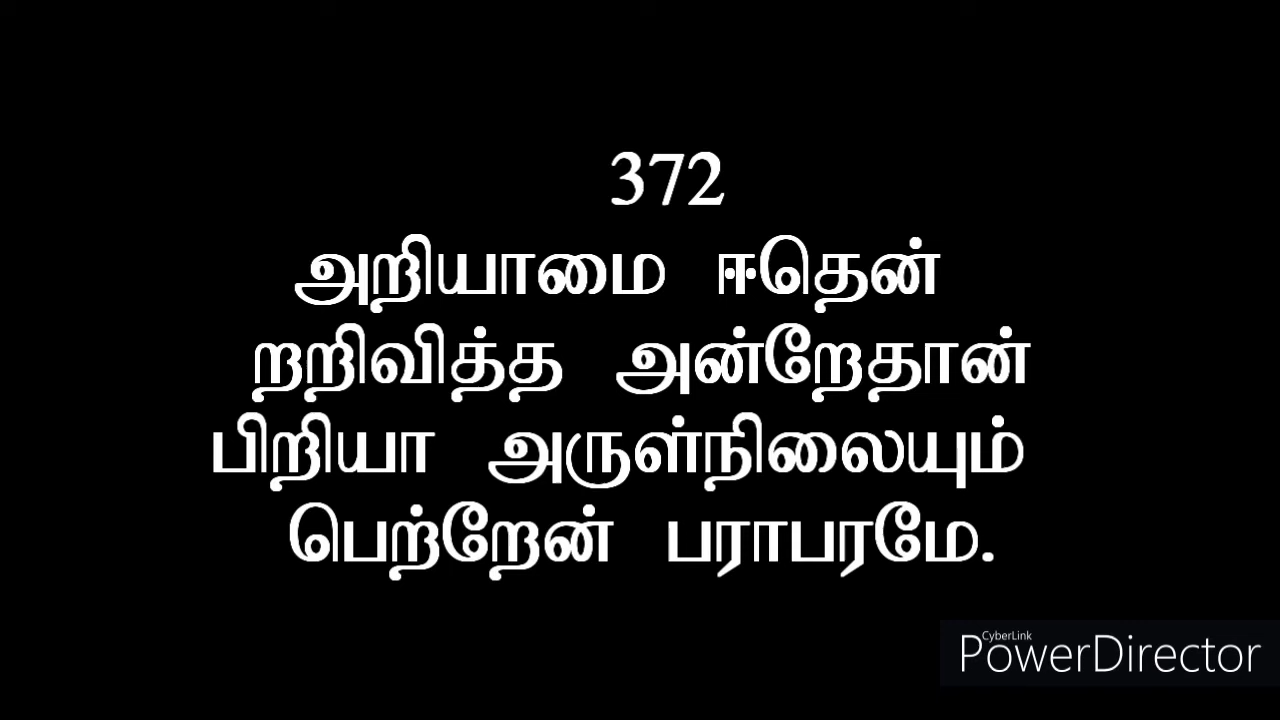 372
அறியாமை ஈதென்
றறிவித்த அன்றேதான்
பிறியா அருள்நிலையும்
பெற்றேன் பராபரமே.
CyberLink
PowerDirector